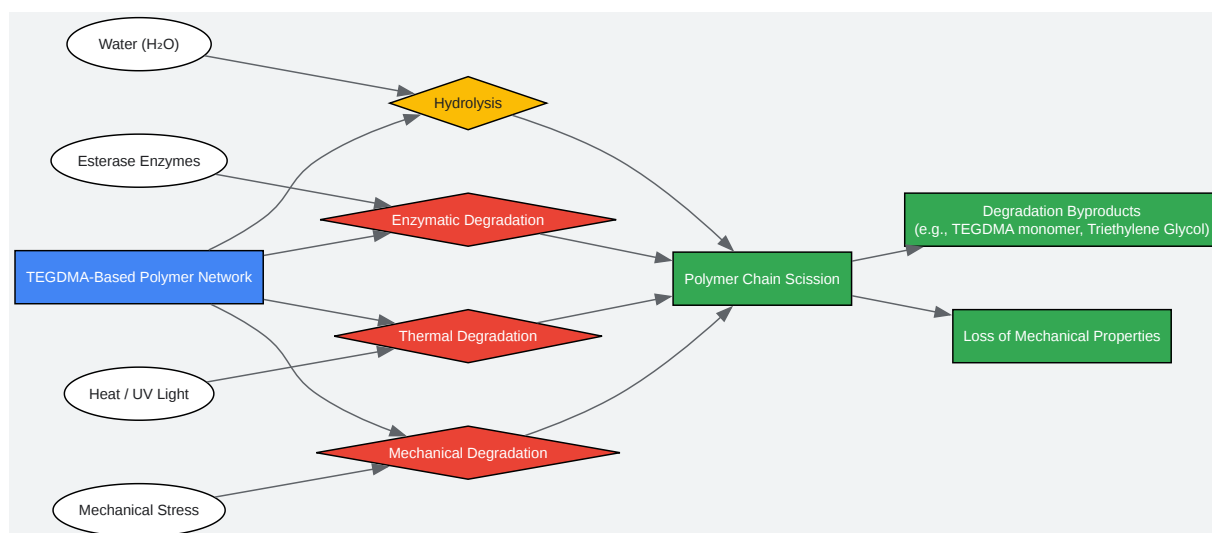 Water (H₂O)
Hydrolysis
Esterase Enzymes
Enzymatic Degradation
TEGDMA-Based Polymer Network
Thermal Degradation
Heat / UV Light
Mechanical Degradation
Mechanical Stress
Polymer Chain Scission
Degradation Byproducts
(e.g., TEGDMA monomer, Triethylene Glycol)
Loss of Mechanical Properties